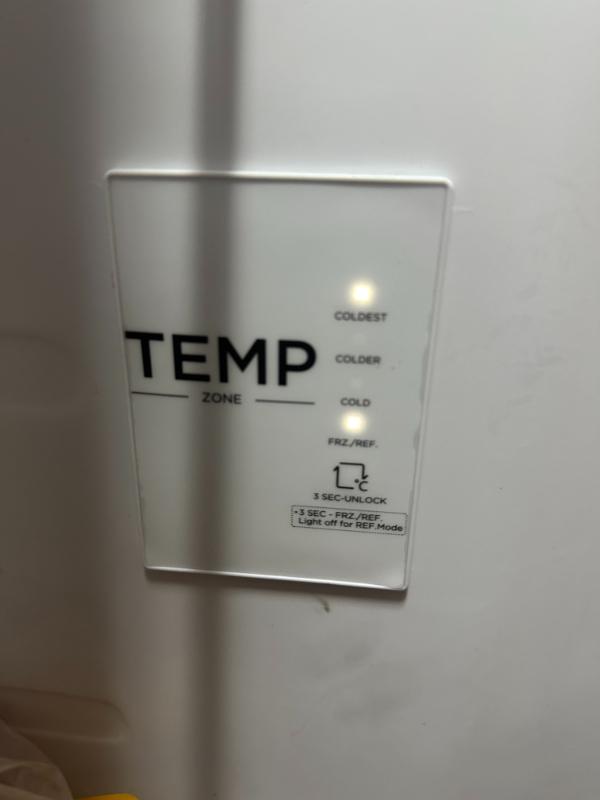 COLDEST
TEMP
COLDER
ZONE
COLD
FRZ./REF.
°C
3 SEC-UNLOCK
•3 SEC - FRZ./REF.
Light off for REF.Mode